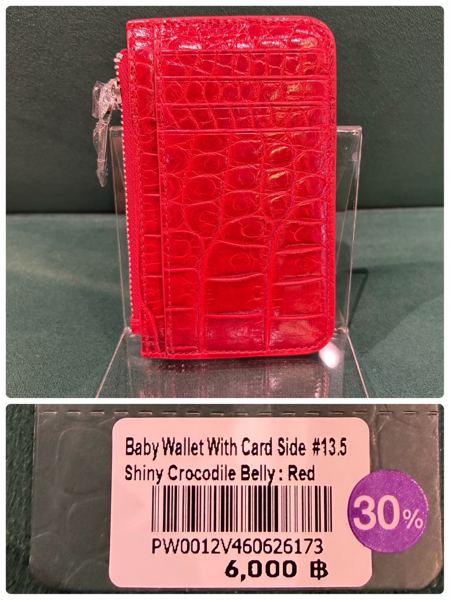 Baby Wallet With Card Side #13.5
Shiny Crocodile Belly : Red
30%
PW0012V460626173
6,000 ฿